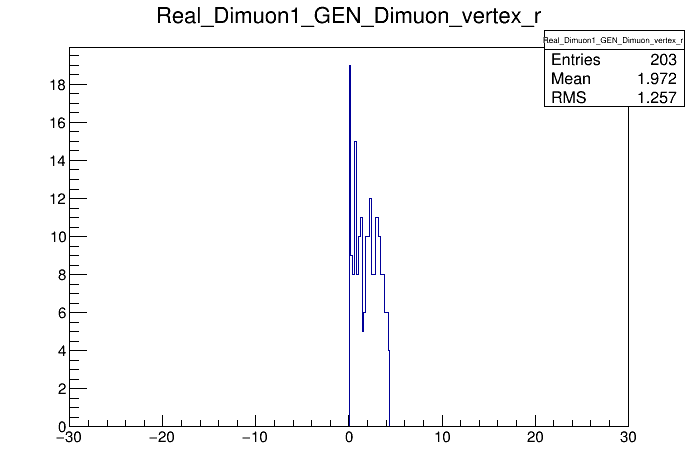 Real_Dimuon1_GEN_Dimuon_vertex_r
Real_Dimuon1_GEN_Dimuon_vertex_r
Entries 203
Mean 1.972
RMS 1.257
18
16
14
12
10
8
6
4
2
0
−30 −20 −10 0 10 20 30